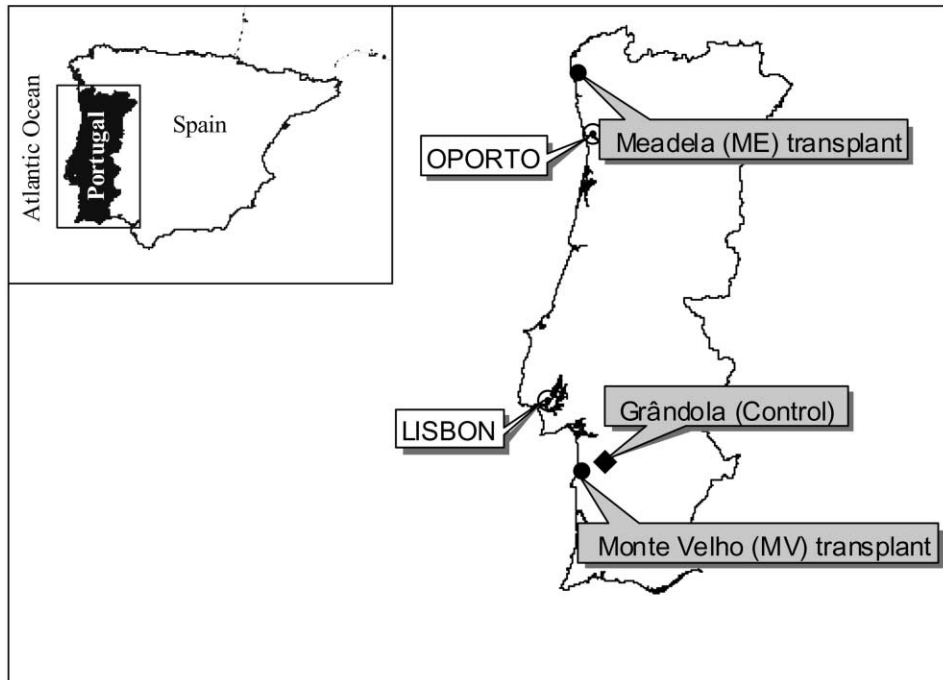 Atlantic Ocean
Portugal
Spain
Meadela (ME) transplant
OPORTO
Grândola (Control)
LISBON
Monte Velho (MV) transplant